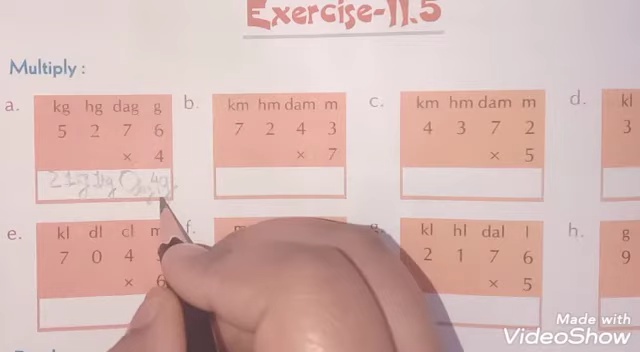 Exercise-11.5
Multiply :
a. kg hg dag g b. km hm dam m c. km hm dam m d. kl
5 2 7 6 7 2 4 3 4 3 7 2 3
× 4 × 7 × 5
e. kl dl cl f. g. kl hl dal l h. g
7 0 4 2 1 7 6 9
× 6 × 5
Made with
VideoShow